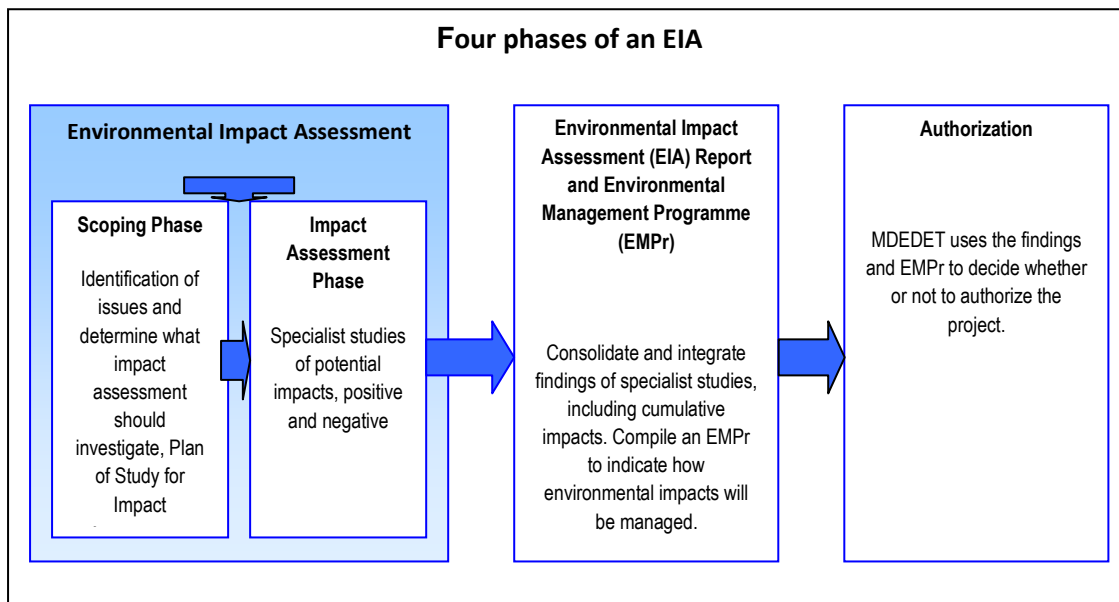 Four phases of an EIA
Environmental Impact Assessment
Scoping Phase
Identification of
issues and
determine what
impact
assessment
should
investigate, Plan
of Study for
Impact
Impact
Assessment
Phase
Specialist studies
of potential
impacts, positive
and negative
Environmental Impact
Assessment (EIA) Report
and Environmental
Management Programme
(EMPr)
Consolidate and integrate
findings of specialist studies,
including cumulative
impacts. Compile an EMPr
to indicate how
environmental impacts will
be managed.
Authorization
MDEDET uses the findings
and EMPr to decide whether
or not to authorize the
project.